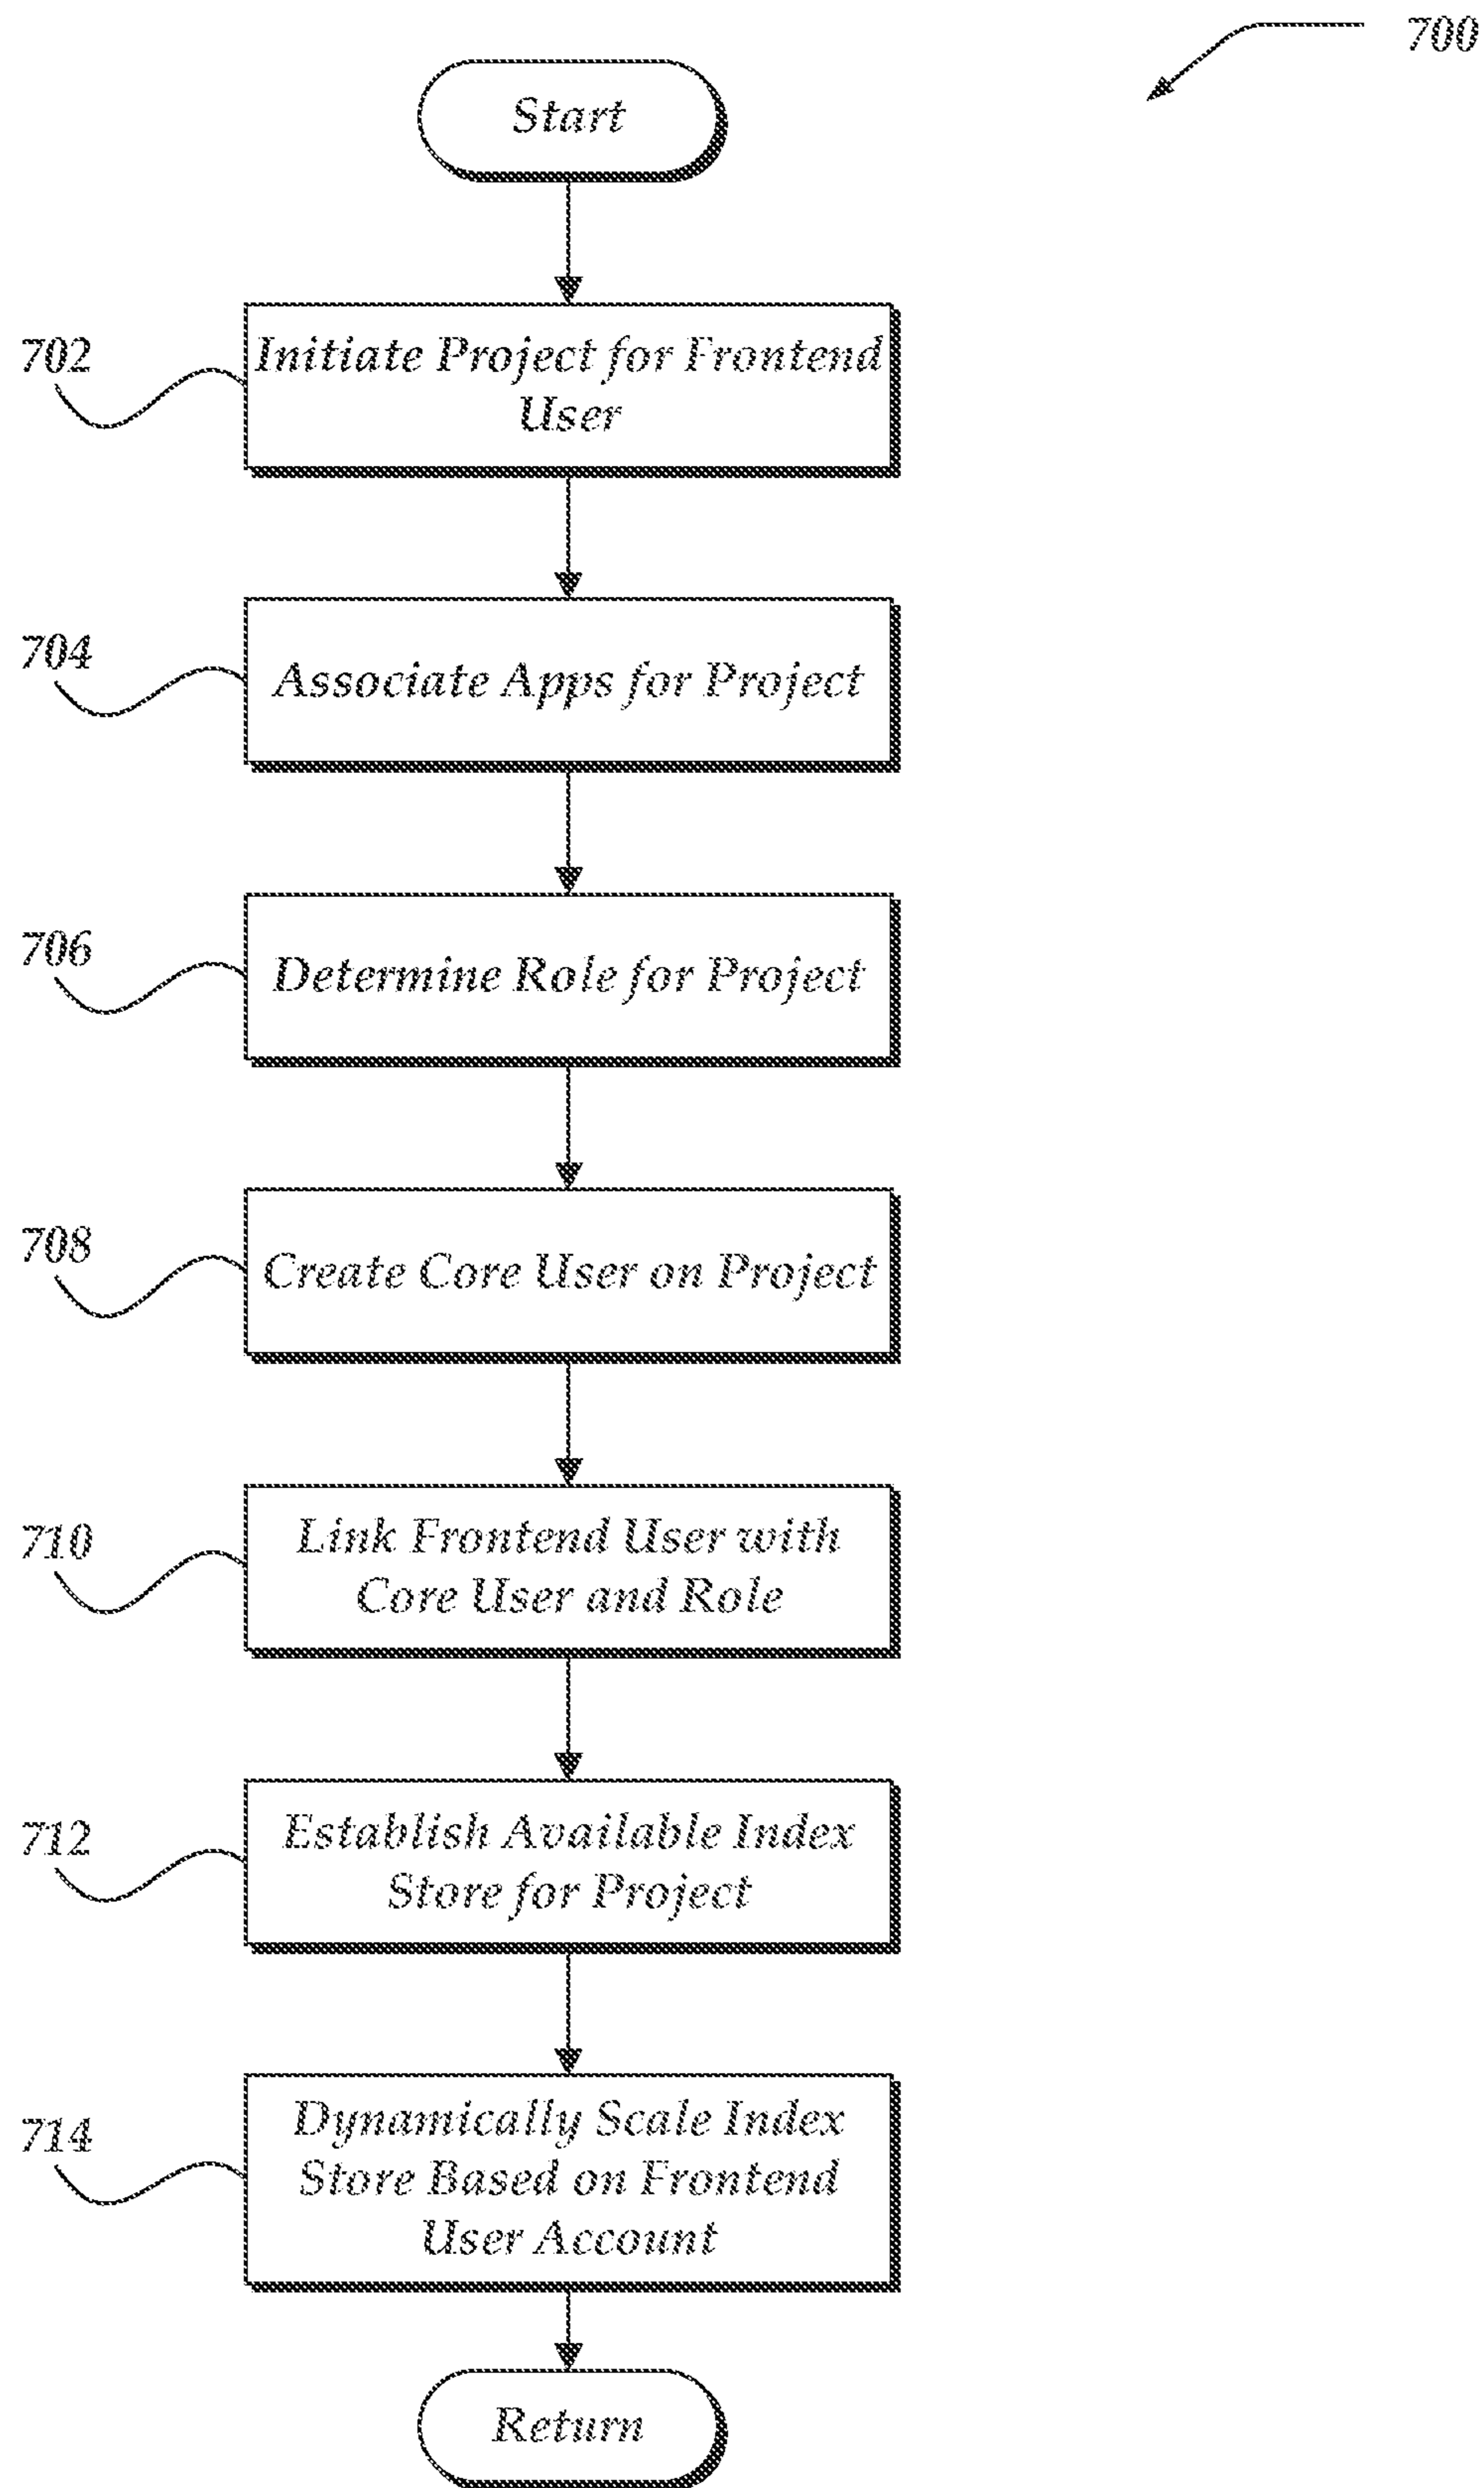 700
Start
702
Initiate Project for Frontend
User
704
Associate Apps for Project
706
Determine Role for Project
708
Create Core User on Project
710
Link Frontend User with
Core User and Role
712
Establish Available Index
Store for Project
714
Dynamically Scale Index
Store Based on Frontend
User Account
Return